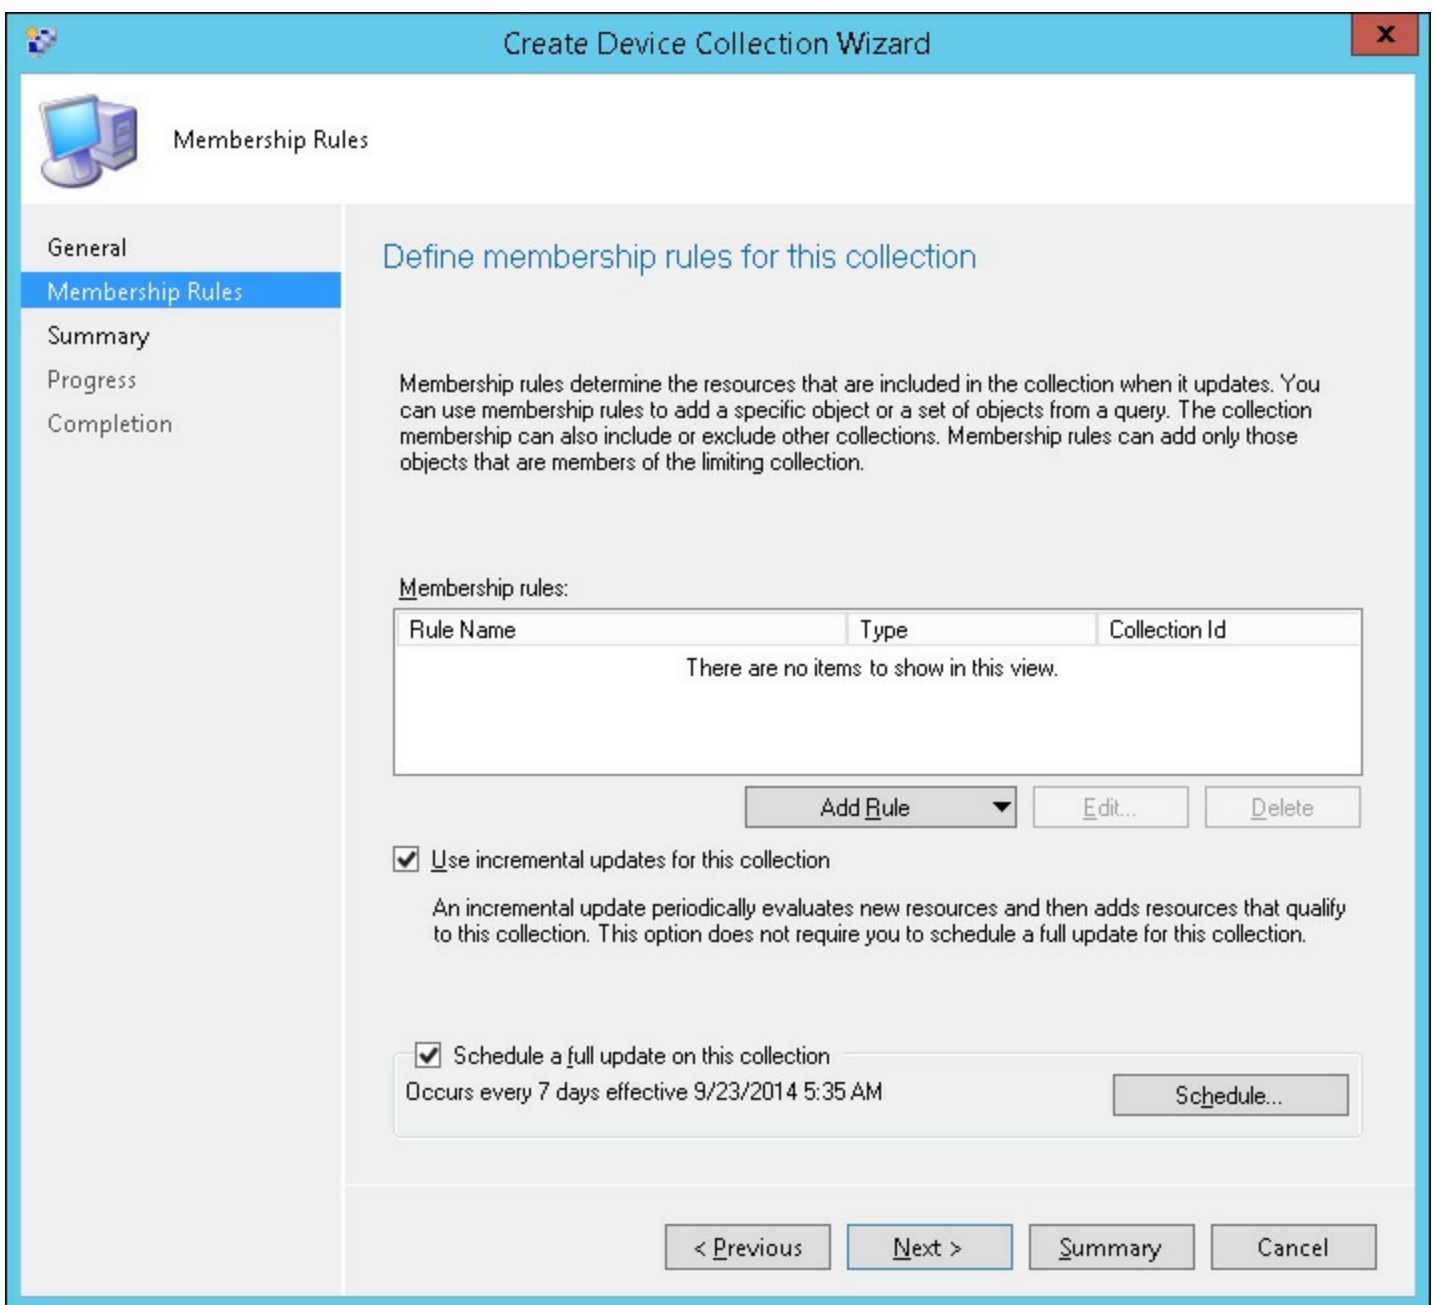 Create Device Collection Wizard
x
Membership Rules
General
Membership Rules
Summary
Progress
Completion
Define membership rules for this collection
Membership rules determine the resources that are included in the collection when it updates. You
can use membership rules to add a specific object or a set of objects from a query. The collection
membership can also include or exclude other collections. Membership rules can add only those
objects that are members of the limiting collection.
Membership rules:
Rule Name Type Collection Id
There are no items to show in this view.
Add Rule Edit... Delete
Use incremental updates for this collection
An incremental update periodically evaluates new resources and then adds resources that qualify
to this collection. This option does not require you to schedule a full update for this collection.
Schedule a full update on this collection
Occurs every 7 days effective 9/23/2014 5:35 AM
Schedule...
< Previous Next > Summary Cancel